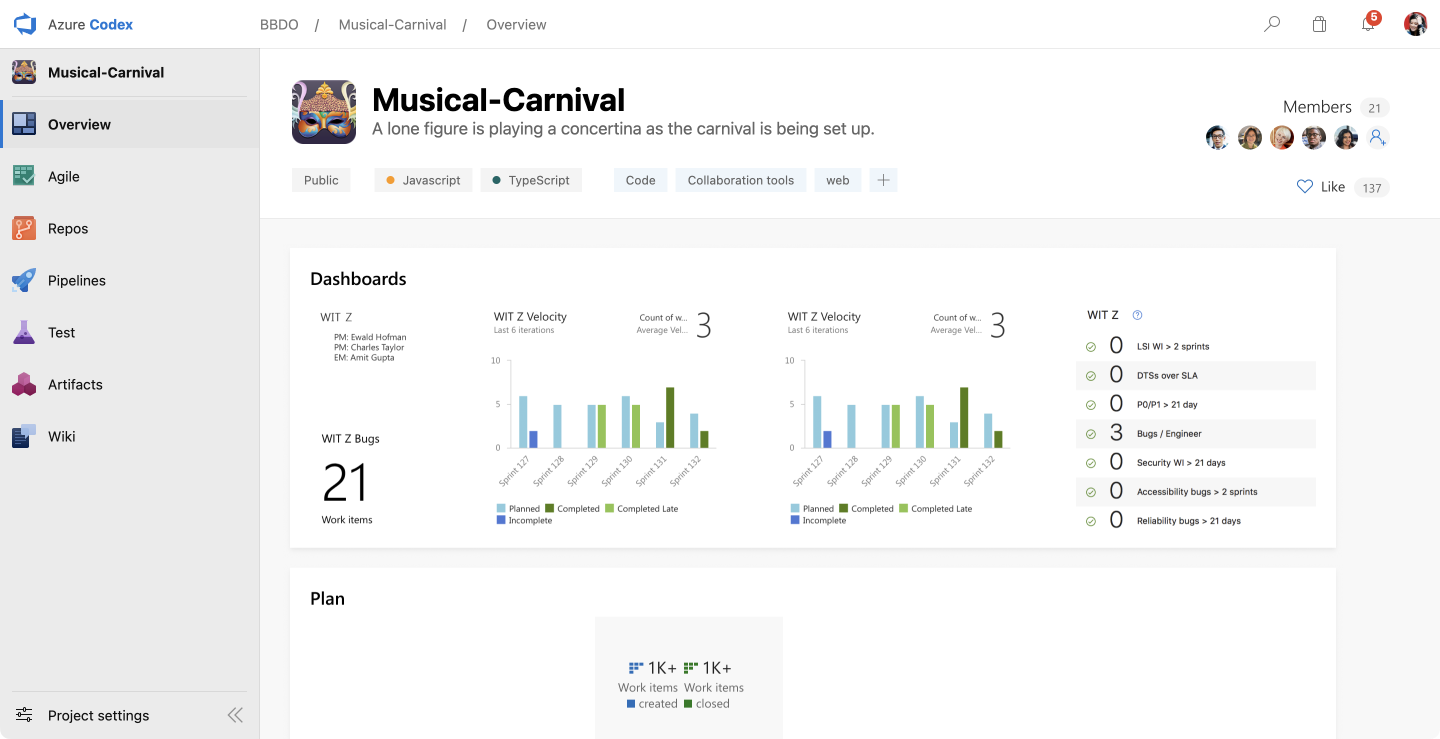 Azure Codex
BBDO / Musical-Carnival / Overview
5
Musical-Carnival
Overview
Agile
Repos
Pipelines
Test
Artifacts
Wiki
Project settings
Musical-Carnival
A lone figure is playing a concertina as the carnival is being set up.
Public
Javascript
TypeScript
Code
Collaboration tools
web
Members 21
Like 137
Dashboards
WIT Z
PM: Ewald Hofman
PM: Charles Taylor
EM: Amit Gupta
WIT Z Bugs
21
Work items
WIT Z Velocity
Last 6 iterations
Count of w...
Average Vel...
3
10
5
0
Sprint 127
Sprint 128
Sprint 129
Sprint 130
Sprint 131
Sprint 132
Planned Completed Completed Late
Incomplete
WIT Z Velocity
Last 6 iterations
Count of w...
Average Vel...
3
10
5
0
Sprint 127
Sprint 128
Sprint 129
Sprint 130
Sprint 131
Sprint 132
Planned Completed Completed Late
Incomplete
WIT Z ?
0 LSI WI > 2 sprints
0 DTSs over SLA
0 P0/P1 > 21 day
3 Bugs / Engineer
0 Security WI > 21 days
0 Accessibility bugs > 2 sprints
0 Reliability bugs > 21 days
Plan
1K+ 1K+
Work items Work items
created closed